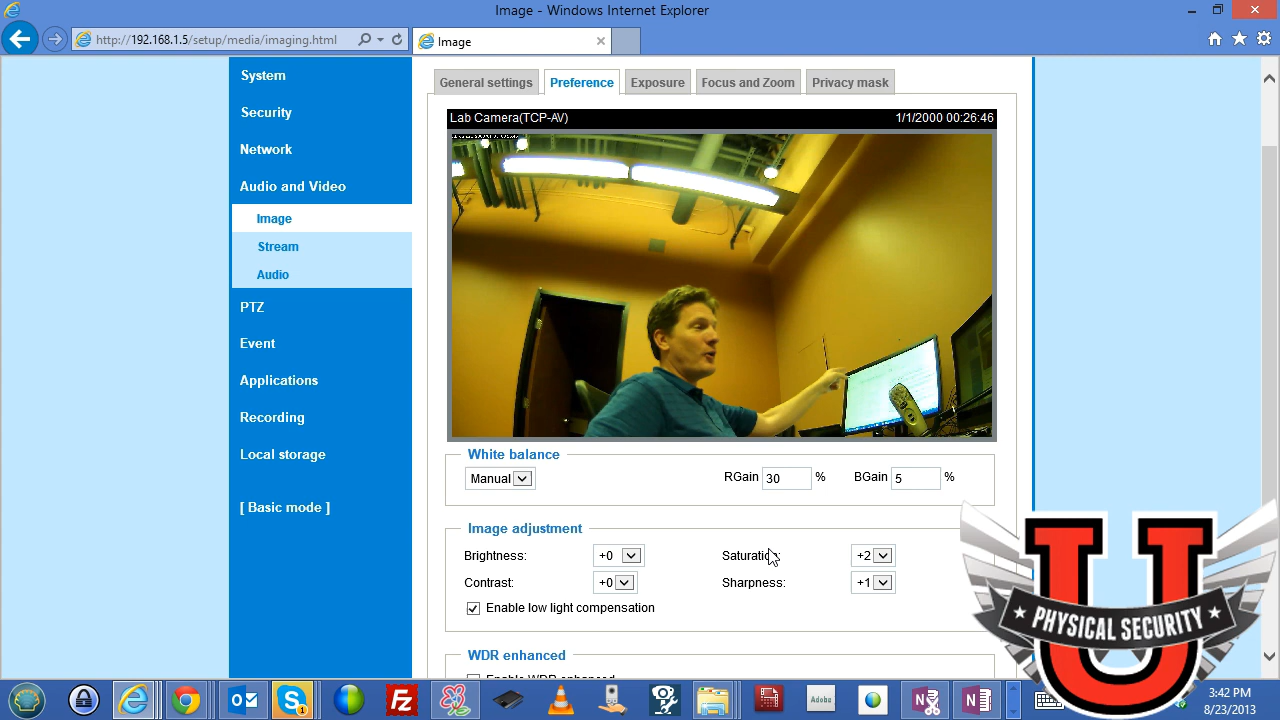 Image - Windows Internet Explorer
http://192.168.1.5/setup/media/imaging.html
Image
System
Security
Network
Audio and Video
Image
Stream
Audio
PTZ
Event
Applications
Recording
Local storage
[ Basic mode ]
General settings Preference Exposure Focus and Zoom Privacy mask
Lab Camera(TCP-AV) 1/1/2000 00:26:46
White balance
Manual RGain 30 % BGain 5 %
Image adjustment
Brightness: +0 Saturation: +2
Contrast: +0 Sharpness: +1
Enable low light compensation
WDR enhanced
U
PHYSICAL SECURITY
Adobe
1
3:42 PM
8/23/2013